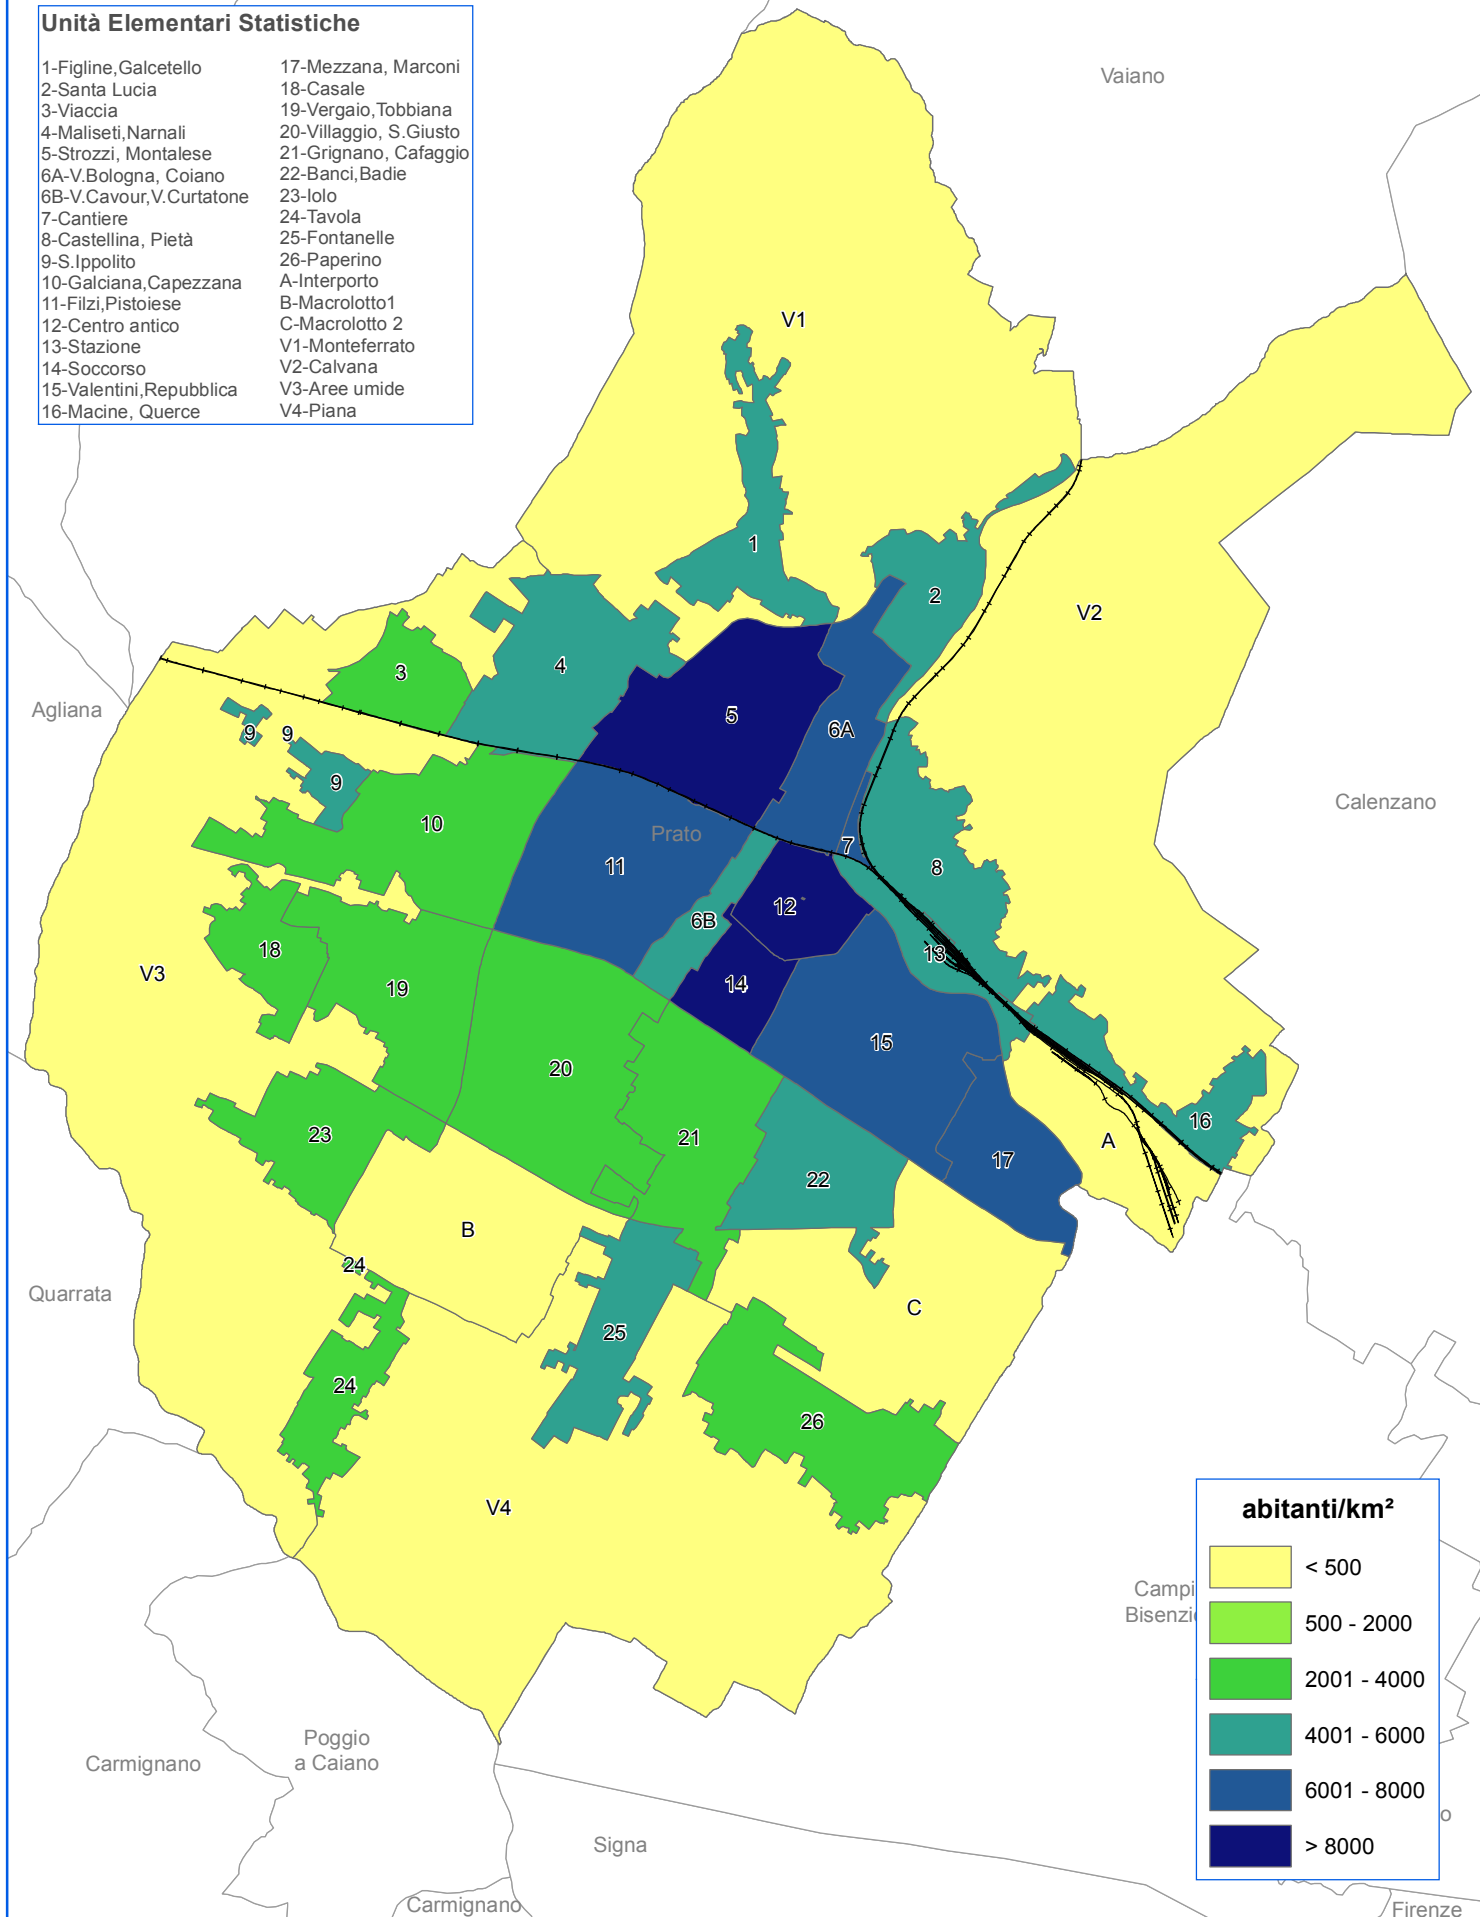 Unità Elementari Statistiche
1-Figline,Galcetello
2-Santa Lucia
3-Viaccia
4-Maliseti,Narnali
5-Strozzi, Montalese
6A-V.Bologna, Coiano
6B-V.Cavour,V.Curtatone
7-Cantiere
8-Castellina, Pietà
9-S.Ippolito
10-Galciana,Capezzana
11-Filzi,Pistoiese
12-Centro antico
13-Stazione
14-Soccorso
15-Valentini,Repubblica
16-Macine, Querce
17-Mezzana, Marconi
18-Casale
19-Vergaio,Tobbiana
20-Villaggio, S.Giusto
21-Grignano, Cafaggio
22-Banci,Badie
23-Iolo
24-Tavola
25-Fontanelle
26-Paperino
A-Interporto
B-Macrolotto1
C-Macrolotto 2
V1-Monteferrato
V2-Calvana
V3-Aree umide
V4-Piana
Vaiano
V1
1
2
V2
4
3
Agliana
5
6A
9
9
9
Calenzano
10
Prato
7
11
8
12
6B
18
13
V3
14
19
15
20
16
23
21
A
17
22
B
24
Quarrata
C
25
24
26
V4
abitanti/km²
< 500
500 - 2000
2001 - 4000
4001 - 6000
6001 - 8000
> 8000
Campi
Bisenzi
Poggio
a Caiano
Carmignano
o
Signa
Carmignano
Firenze